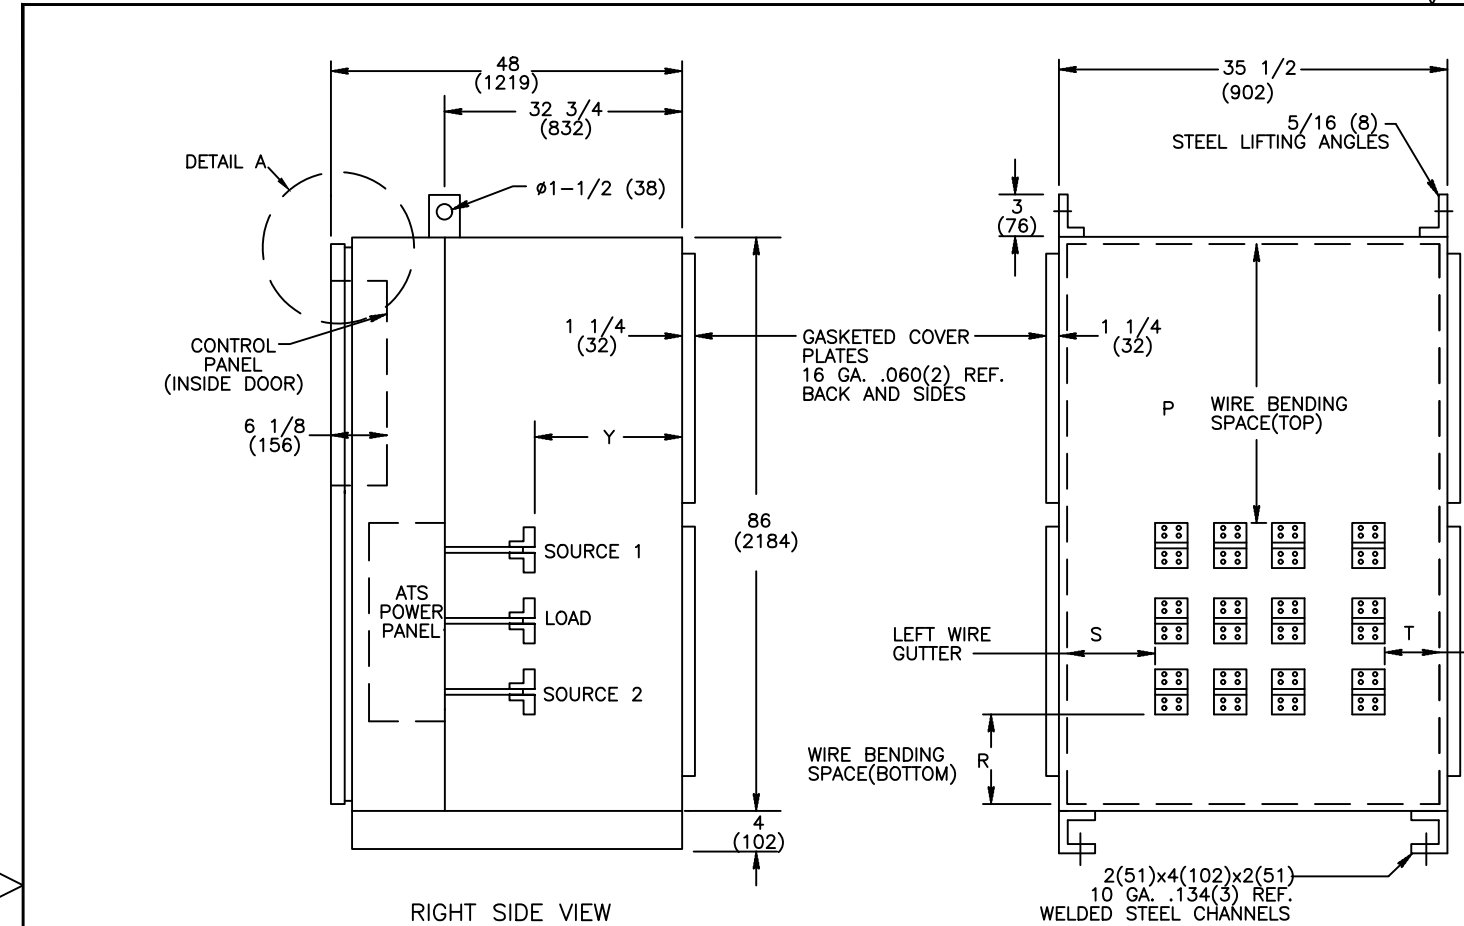 48
(1219)
32 3/4
(832)
DETAIL A
ø1-1/2 (38)
CONTROL
PANEL
(INSIDE DOOR)
6 1/8
(156)
1 1/4
(32)
Y
86
(2184)
SOURCE 1
LOAD
SOURCE 2
ATS
POWER
PANEL
4
(102)
RIGHT SIDE VIEW
GASKETED COVER
PLATES
16 GA. .060(2) REF.
BACK AND SIDES
35 1/2
(902)
5/16 (8)
STEEL LIFTING ANGLES
3
(76)
1 1/4
(32)
P
WIRE BENDING
SPACE(TOP)
LEFT WIRE
GUTTER
S
T
WIRE BENDING
SPACE(BOTTOM)
R
2(51)x4(102)x2(51)
10 GA. .134(3) REF.
WELDED STEEL CHANNELS